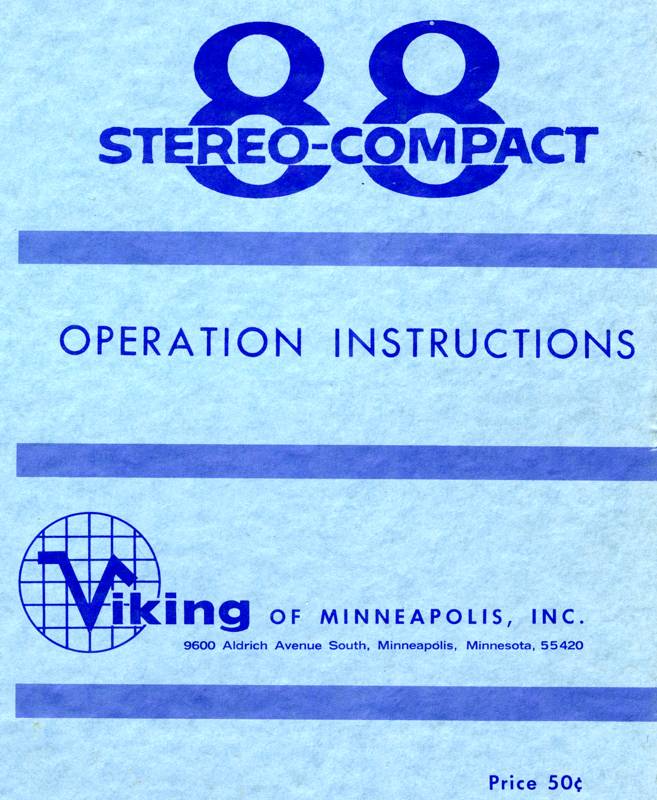 88
STEREO-COMPACT
OPERATION INSTRUCTIONS
Viking OF MINNEAPOLIS, INC.
9600 Aldrich Avenue South, Minneapolis, Minnesota, 55420
Price 50¢